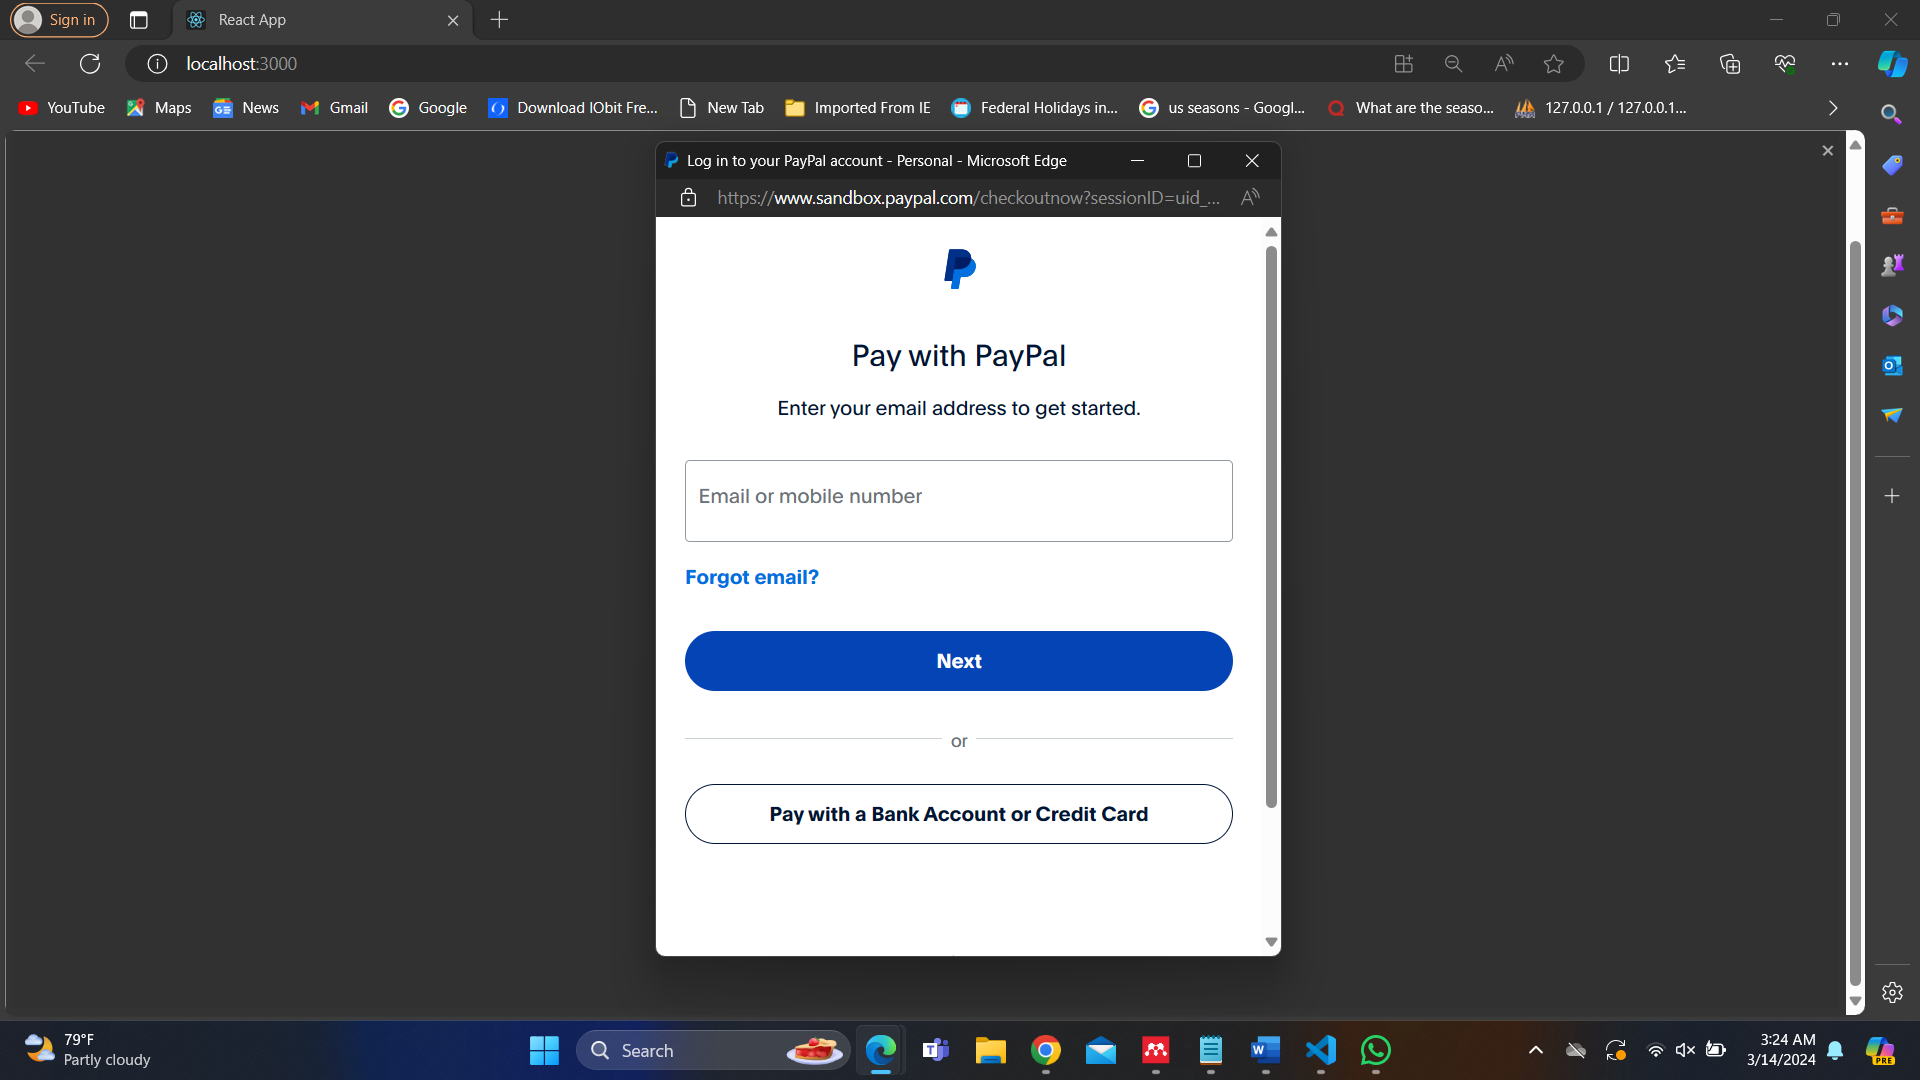 Sign in
React App
localhost:3000
YouTube
Maps
News
Gmail
Google
Download IObit Fre...
New Tab
Imported From IE
Federal Holidays in...
us seasons - Googl...
What are the seaso...
127.0.0.1 / 127.0.0.1...
Log in to your PayPal account - Personal - Microsoft Edge
https://www.sandbox.paypal.com/checkoutnow?sessionID=uid_...
Pay with PayPal
Enter your email address to get started.
Email or mobile number
Forgot email?
Next
or
Pay with a Bank Account or Credit Card
79°F
Partly cloudy
Search
3:24 AM
3/14/2024
PRE